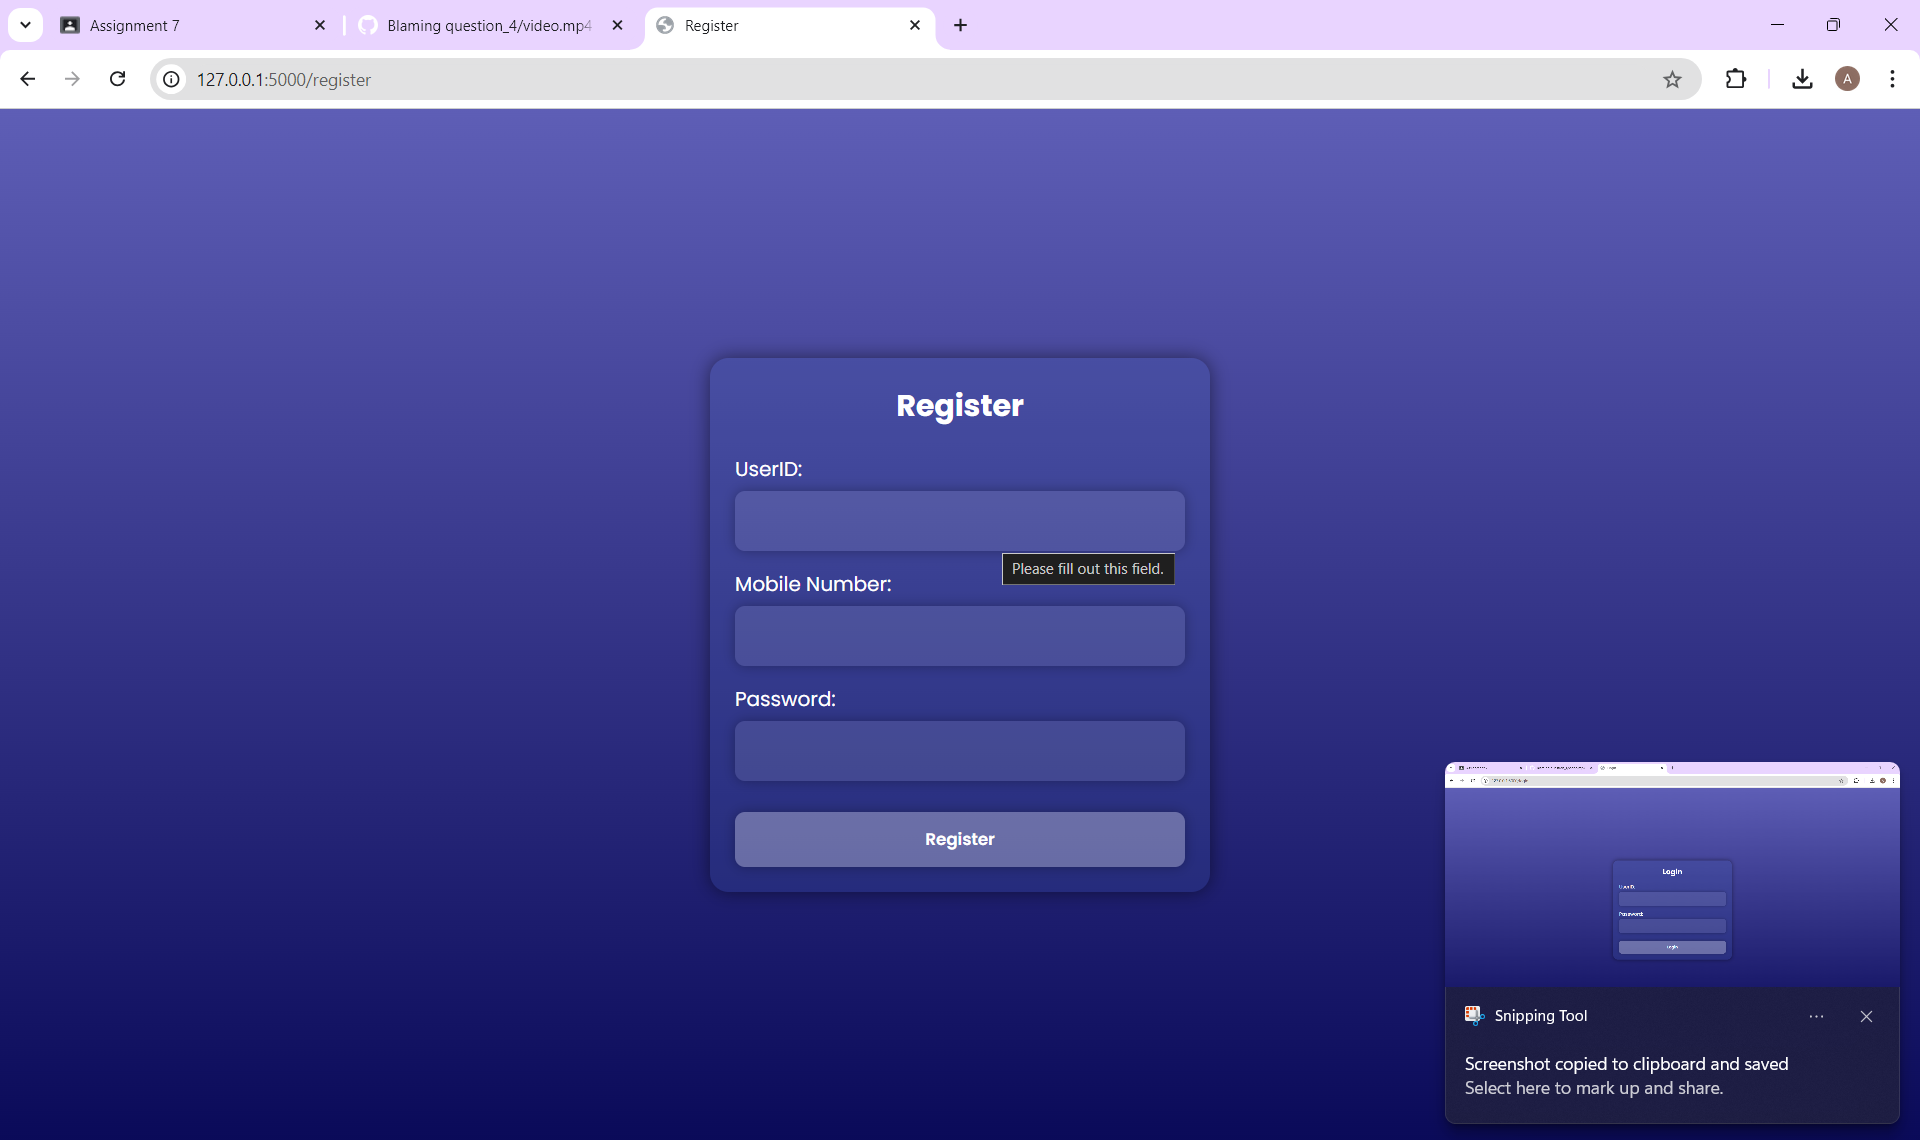 Assignment 7
Blaming question_4/video.mp4
Register
127.0.0.1:5000/register
A
Register
UserID:
Please fill out this field.
Mobile Number:
Password:
Register
Login
UserID:
Password:
Login
Snipping Tool
Screenshot copied to clipboard and saved
Select here to mark up and share.